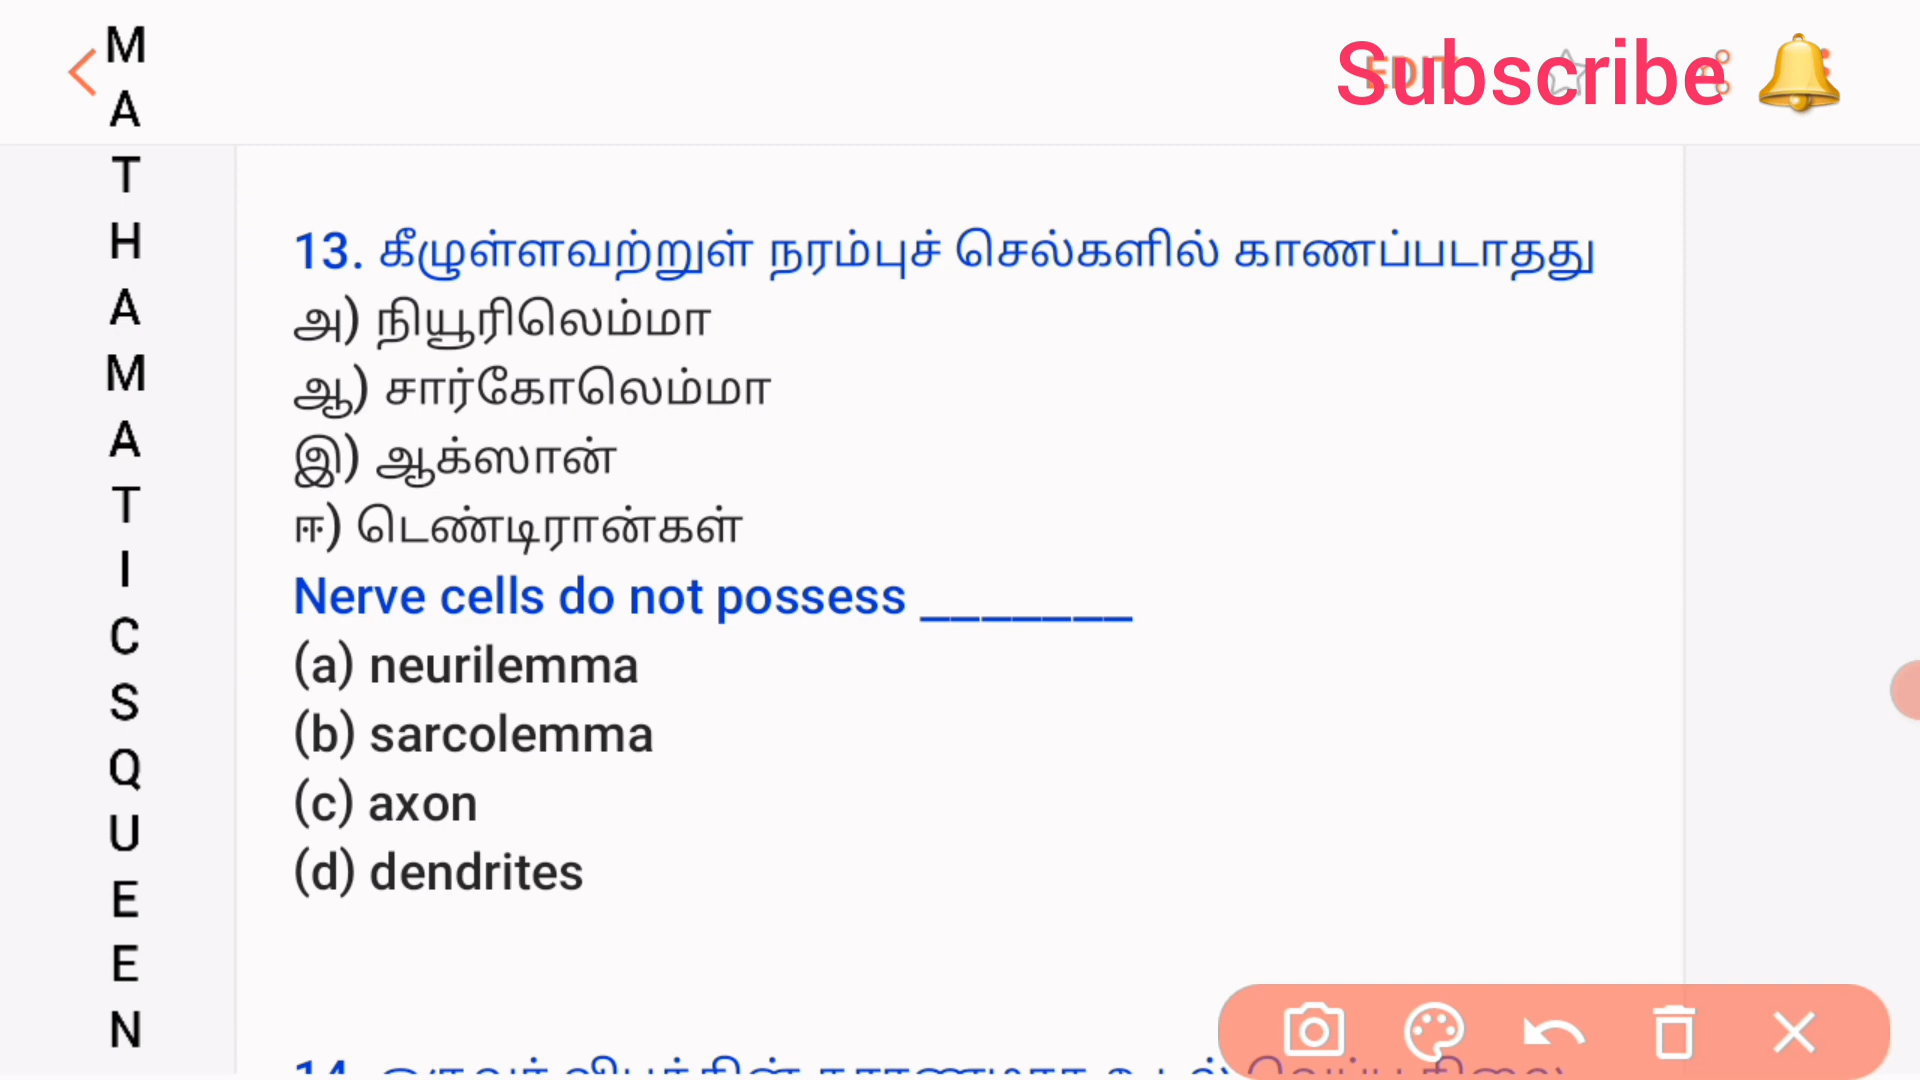 MATHAMATICSQUEEN
Subscribe
13. கீழுள்ளவற்றுள் நரம்புச் செல்களில் காணப்படாதது
அ) நியூரிலெம்மா
ஆ) சார்கோலெம்மா
இ) ஆக்ஸான்
ஈ) டெண்டிரான்கள்
Nerve cells do not possess _______
(a) neurilemma
(b) sarcolemma
(c) axon
(d) dendrites